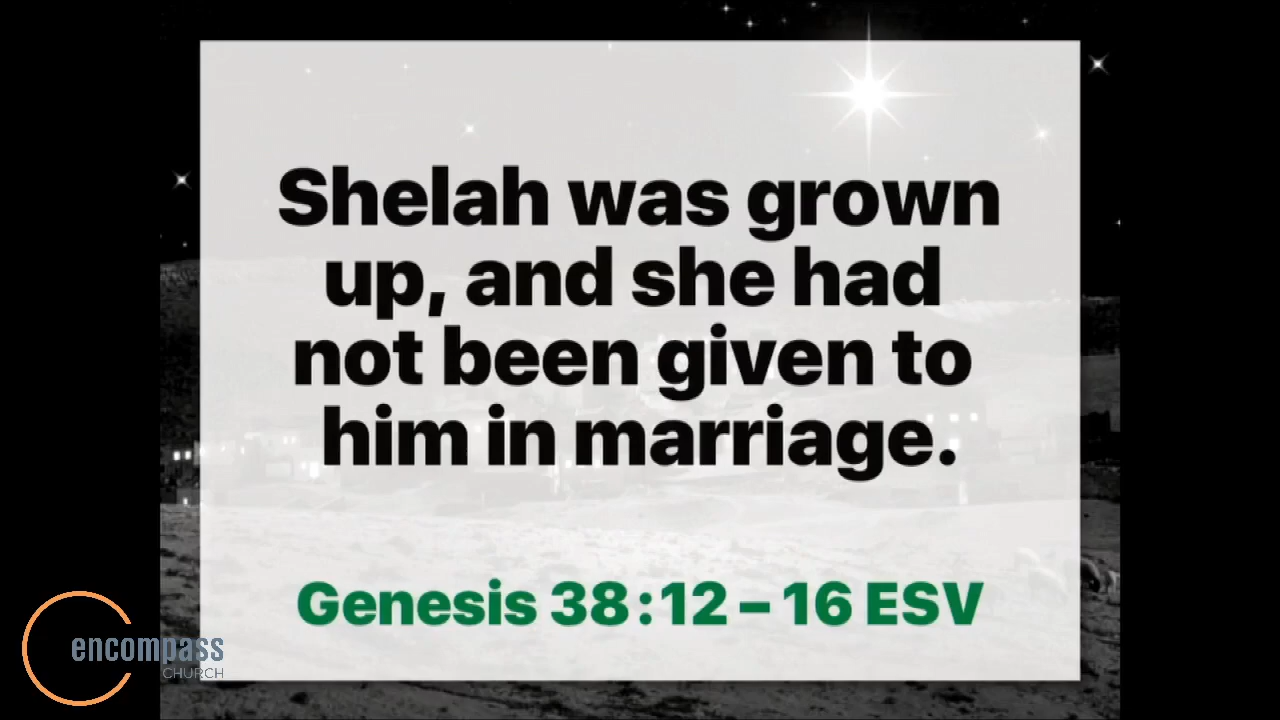 Shelah was grown
up, and she had
not been given to
him in marriage.
Genesis 38:12 – 16 ESV
encompass
CHURCH